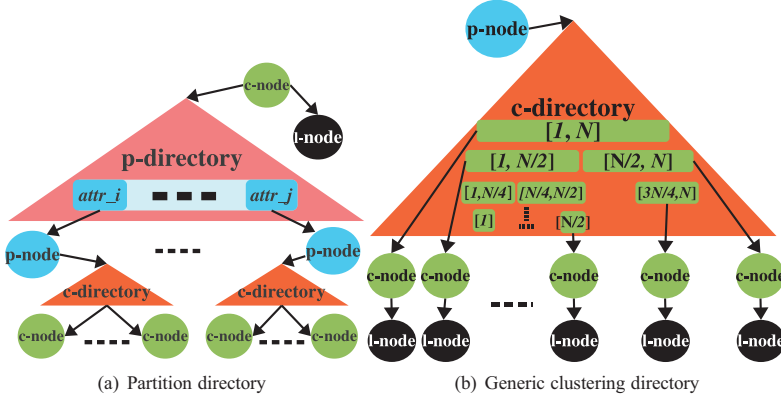 c-node
l-node
p-directory
attr_i
attr_j
p-node
p-node
c-directory
c-directory
c-node
c-node
c-node
c-node
(a) Partition directory
p-node
c-directory
[1, N]
[1, N/2]
[N/2, N]
[1,N/4]
[N/4,N/2]
[3N/4,N]
[1]
[N/2]
c-node
c-node
c-node
c-node
c-node
l-node
l-node
l-node
l-node
l-node
(b) Generic clustering directory